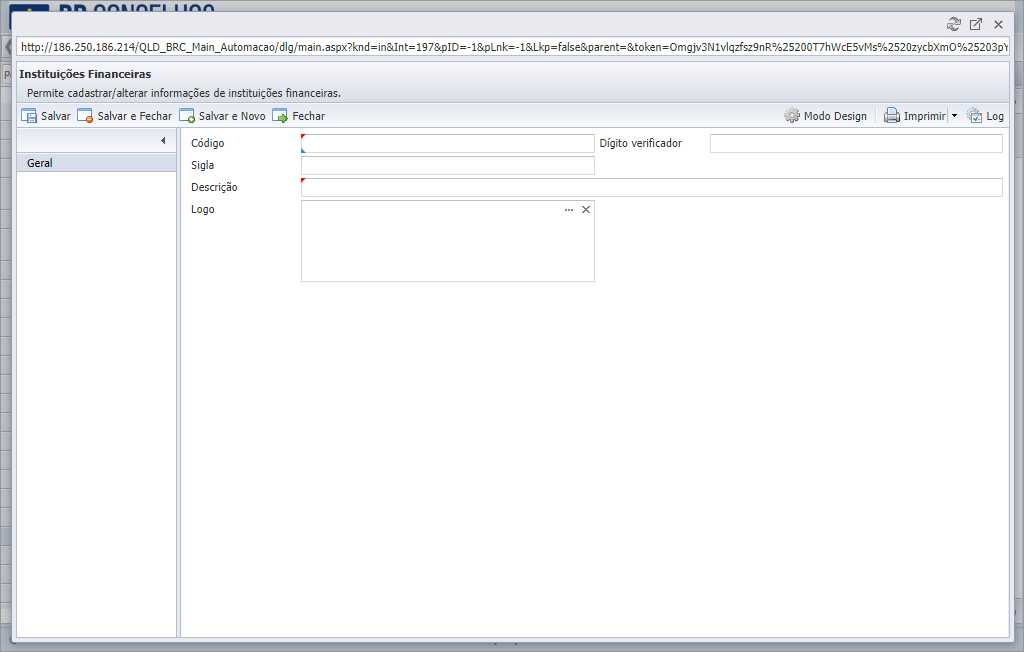 http://186.250.186.214/QLD_BRC_Main_Automacao/dlg/main.aspx?knd=in&Int=197&pID=-1&pLnk=-1&Lkp=false&parent=&token=Omgjv3N1vlqzfsz9nR%25200T7hWcE5vMs%2520zycbXmO%25203pY
Instituições Financeiras
Permite cadastrar/alterar informações de instituições financeiras.
Salvar Salvar e Fechar Salvar e Novo Fechar Modo Design Imprimir Log
Geral
Código Dígito verificador
Sigla
Descrição
Logo